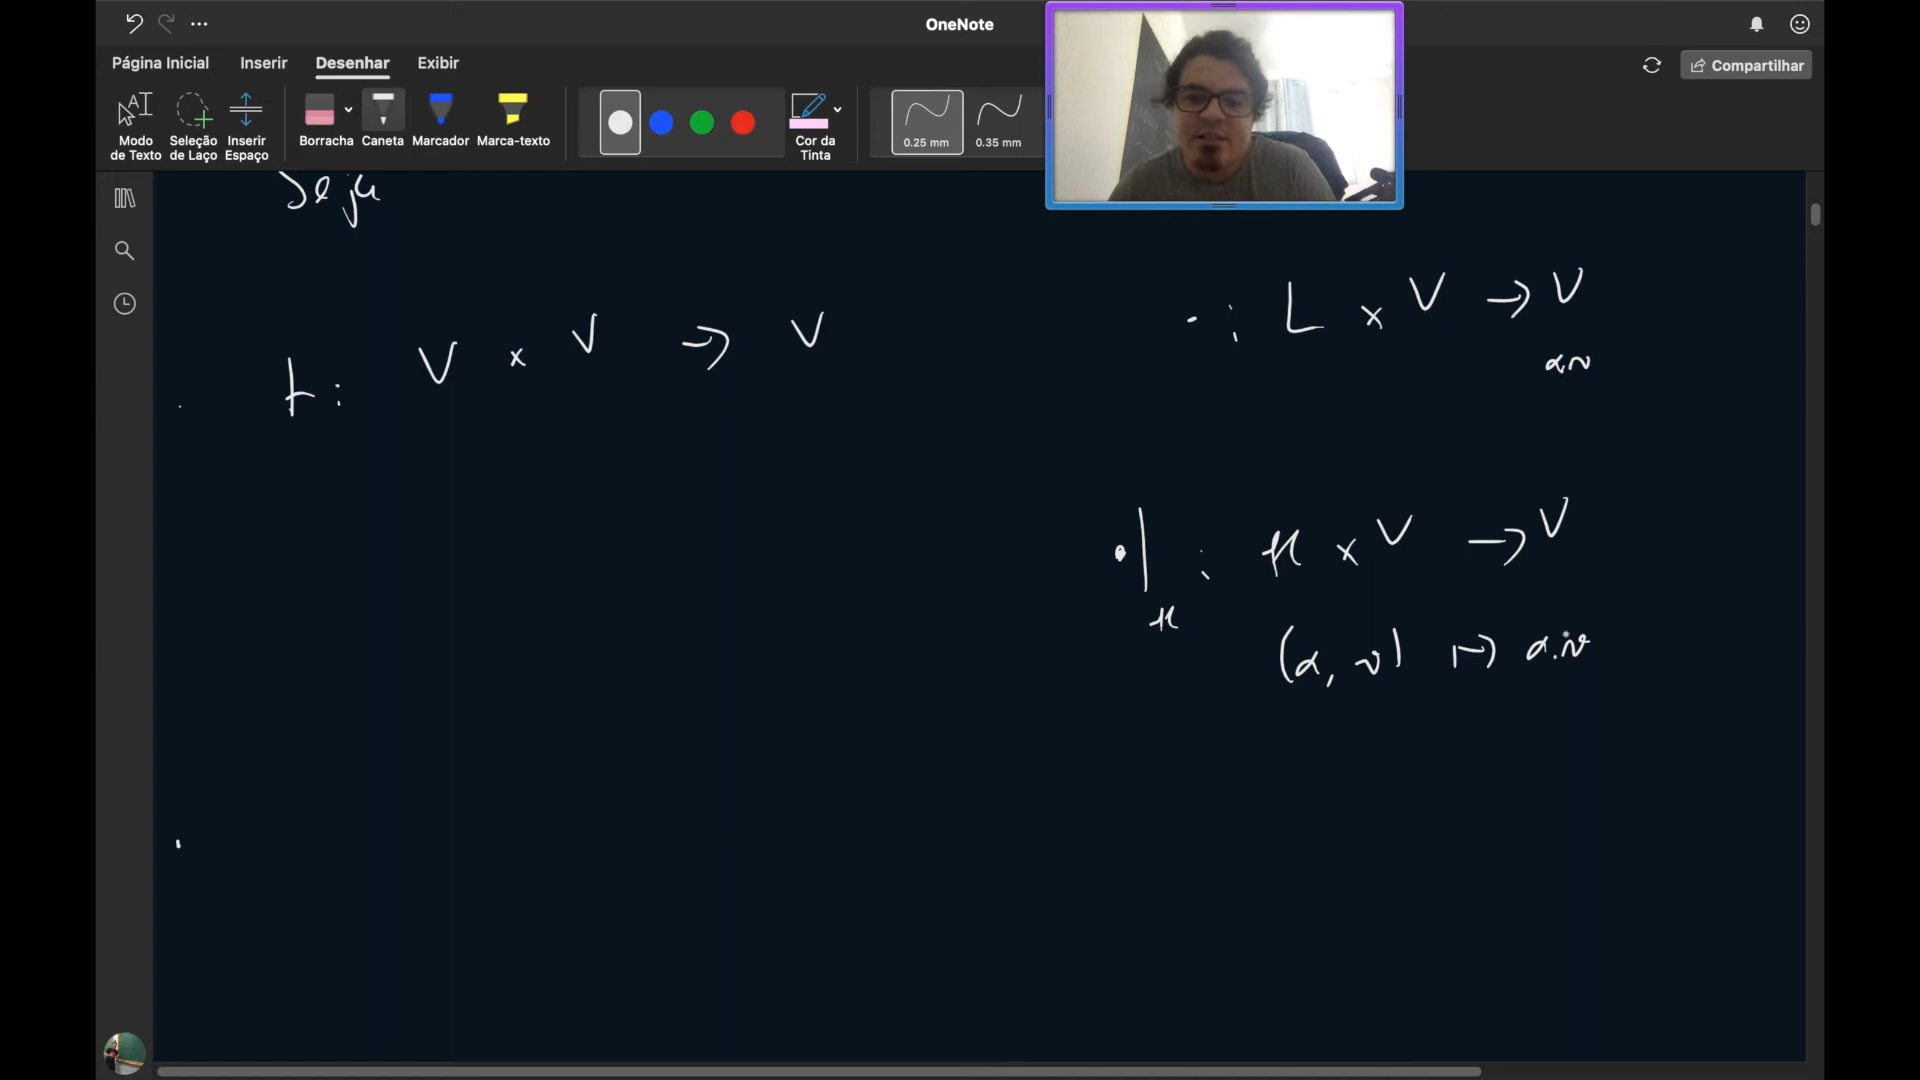 OneNote
Página Inicial Inserir Desenhar Exibir
Compartilhar
Modo de Texto
Seleção de Laço
Inserir Espaço
Borracha
Caneta
Marcador
Marca-texto
Cor da Tinta
0.25 mm
0.35 mm
Seja
+: V × V → V
· : L × V → V
αv
·|K : K × V → V
(α, v) ↦ α.v